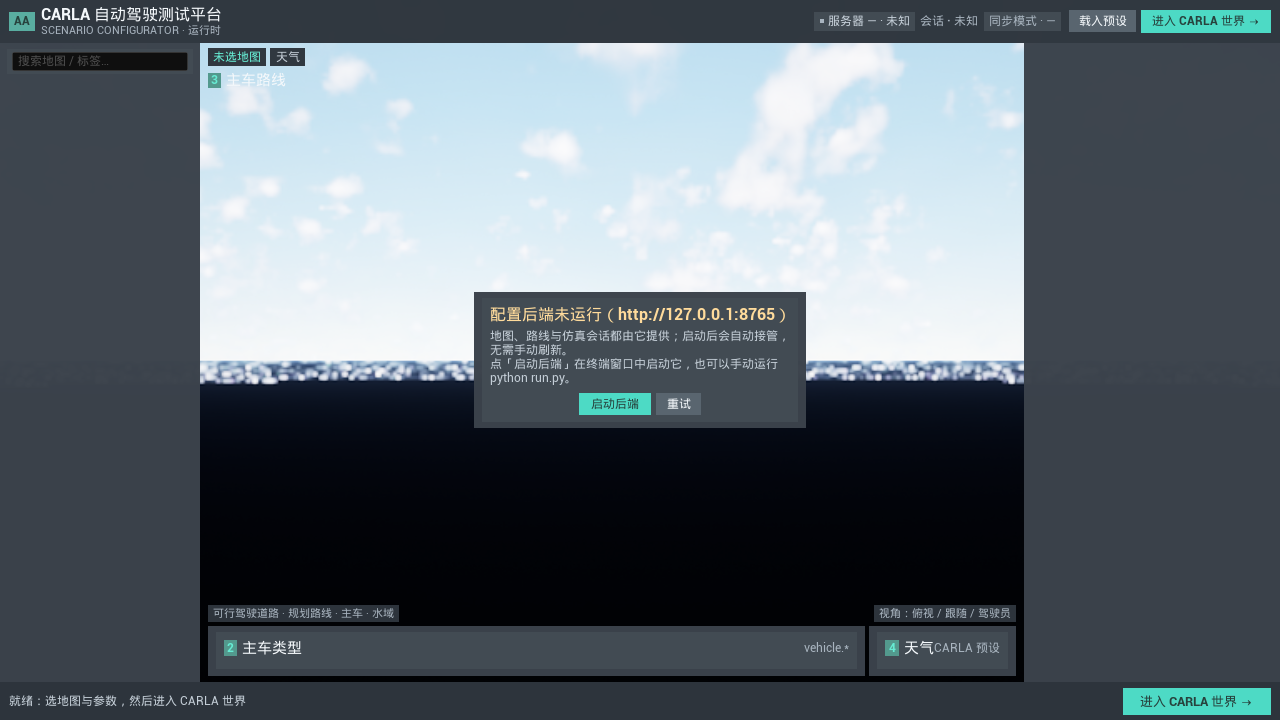 AA
CARLA 自动驾驶测试平台
SCENARIO CONFIGURATOR · 运行时
服务器 — · 未知
会话 · 未知
同步模式 · —
载入预设
进入 CARLA 世界 →
搜索地图 / 标签...
未选地图
天气
3 主车路线
配置后端未运行（http://127.0.0.1:8765）
地图、路线与仿真会话都由它提供；启动后会自动接管，
无需手动刷新。
点「启动后端」在终端窗口中启动它，也可以手动运行
python run.py。
启动后端
重试
可行驾驶道路 · 规划路线 · 主车 · 水域
视角：俯视 / 跟随 / 驾驶员
2 主车类型
vehicle.*
4 天气
CARLA 预设
就绪：选地图与参数，然后进入 CARLA 世界
进入 CARLA 世界 →